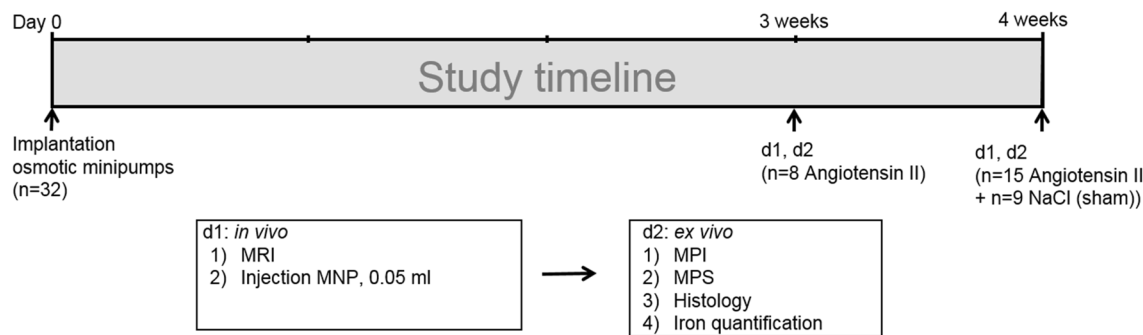 Day 0
3 weeks
4 weeks
Study timeline
Implantation
osmotic minipumps
(n=32)
d1, d2
(n=8 Angiotensin II)
d1, d2
(n=15 Angiotensin II
+ n=9 NaCl (sham))
d1: in vivo
1) MRI
2) Injection MNP, 0.05 ml
d2: ex vivo
1) MPI
2) MPS
3) Histology
4) Iron quantification